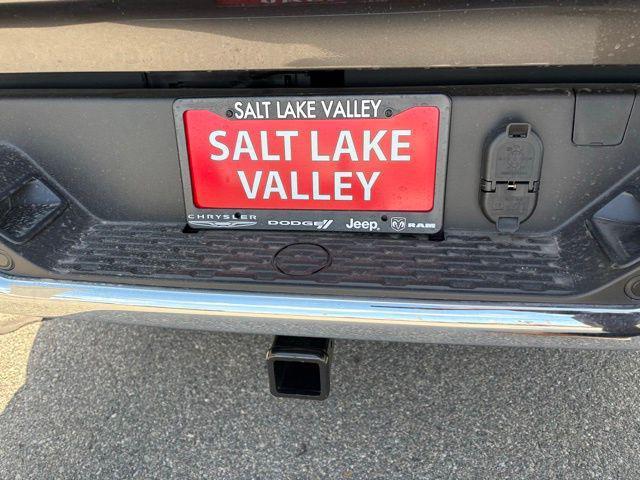 SALT LAKE VALLEY
SALT LAKE
VALLEY
CHRYSLER DODGE Jeep RAM